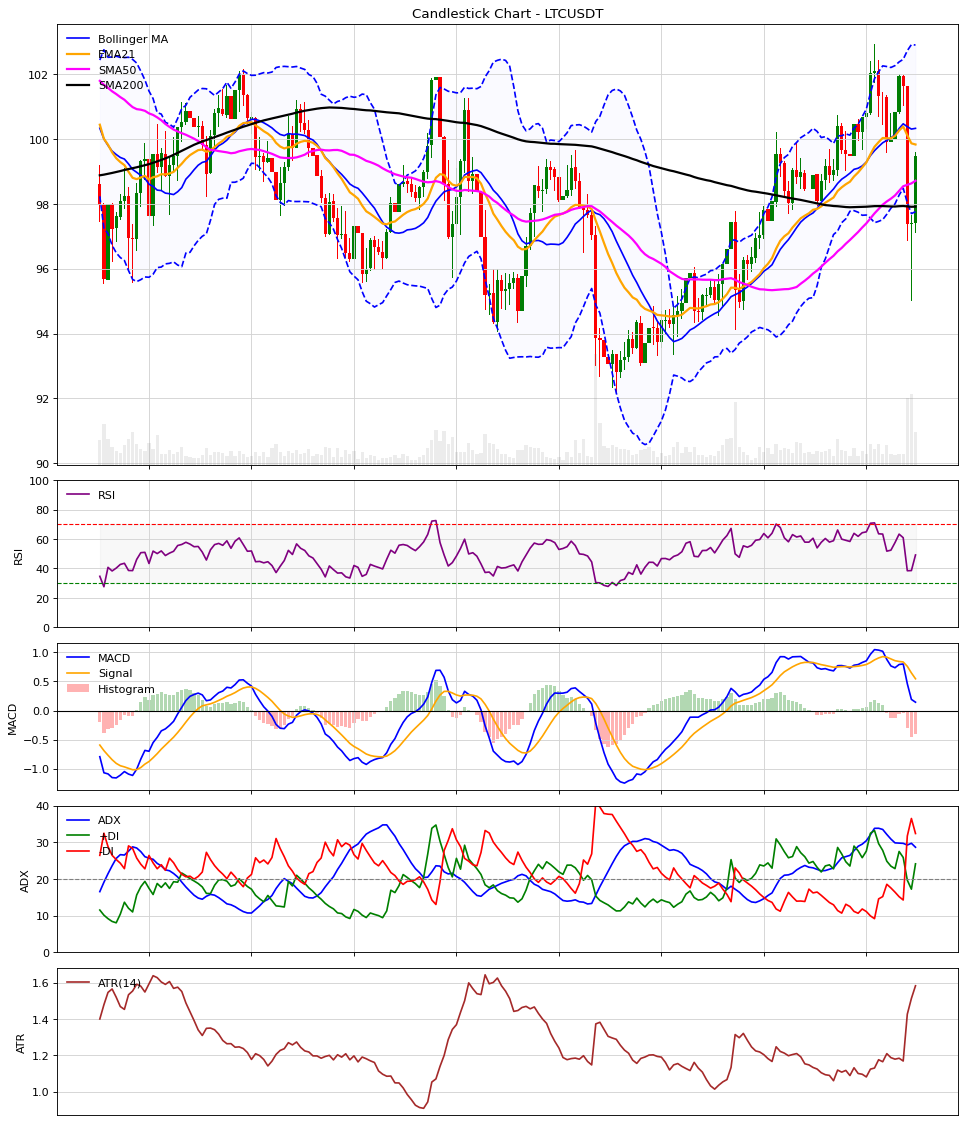 Candlestick Chart - LTCUSDT
Bollinger MA
EMA21
SMA50
SMA200
102
100
98
96
94
92
90
RSI
RSI
100
80
60
40
20
0
MACD
Signal
Histogram
MACD
1.0
0.5
0.0
−0.5
−1.0
ADX
+DI
-DI
ADX
40
30
20
10
0
ATR(14)
ATR
1.6
1.4
1.2
1.0